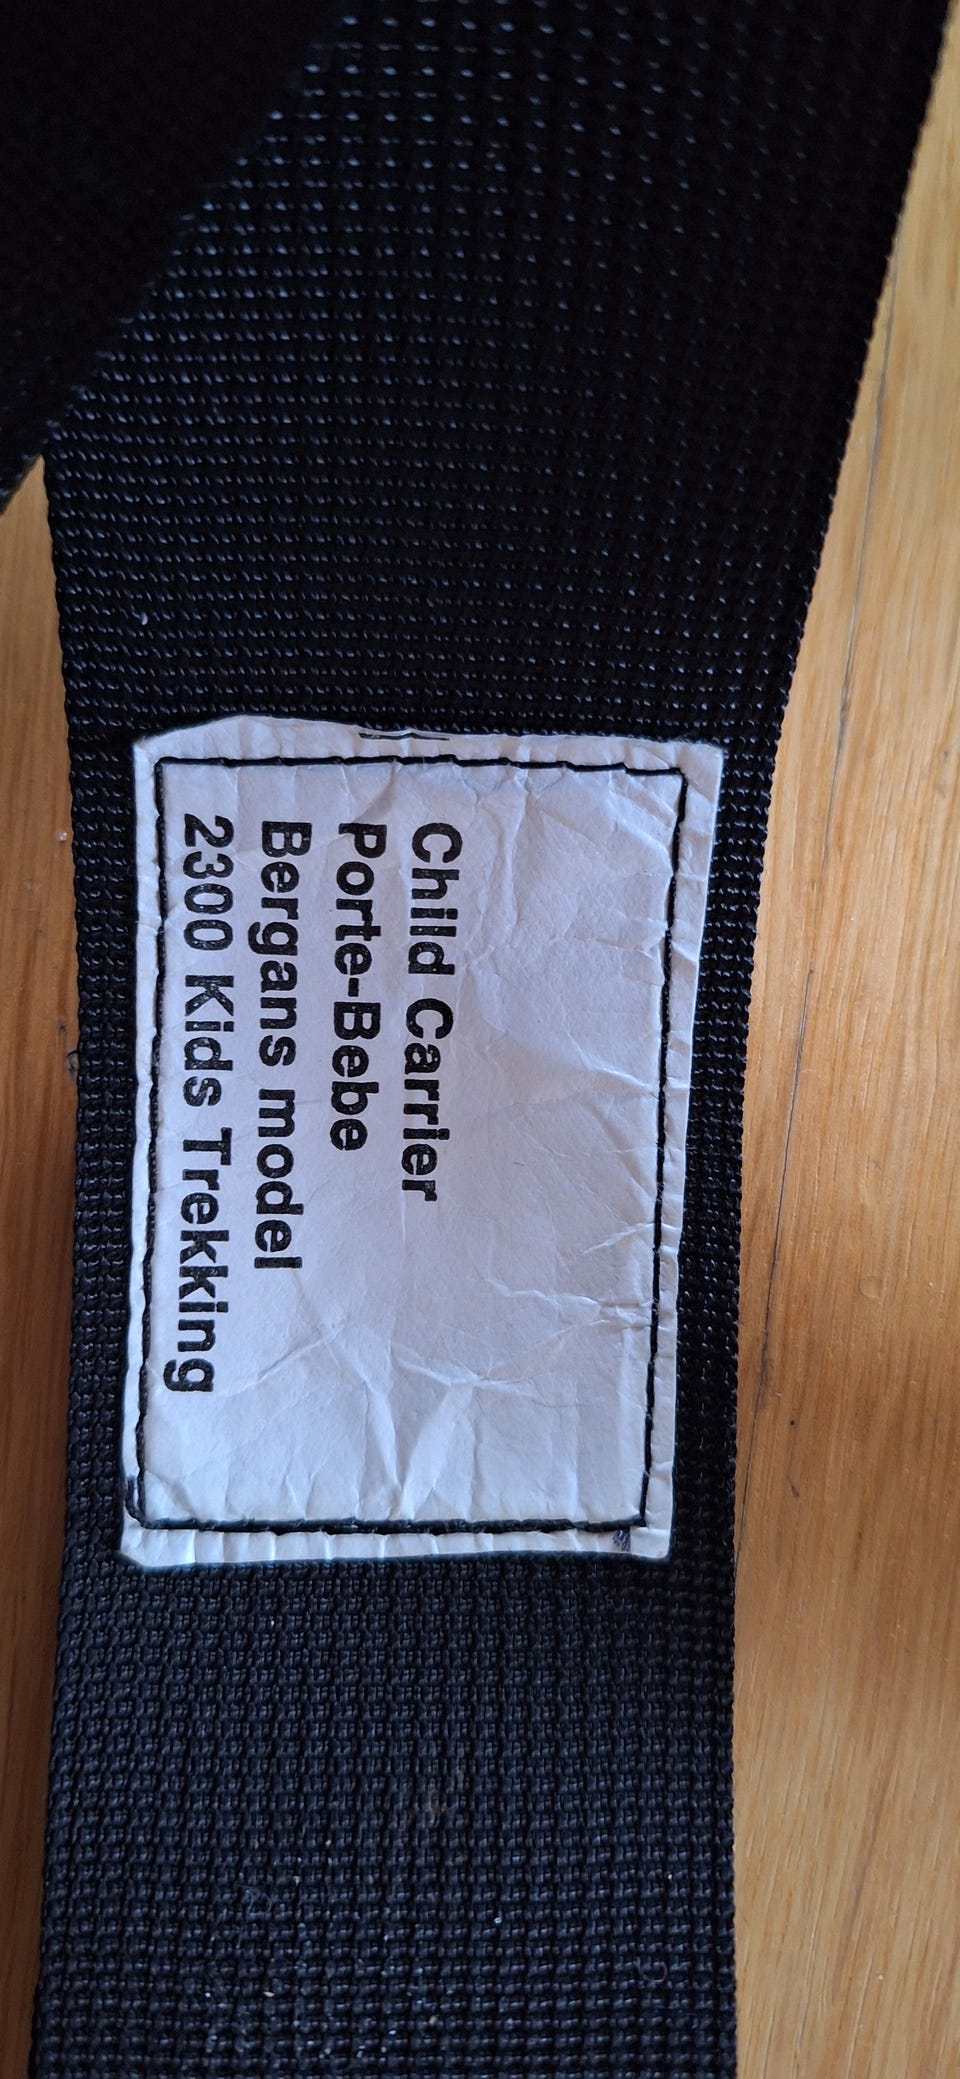 Child Carrier
Porte-Bebe
Bergans model
2300 Kids Trekking